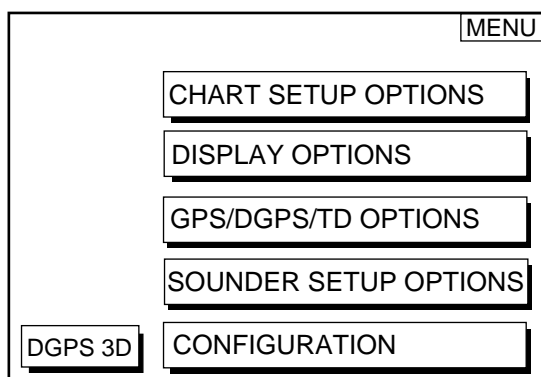 MENU
CHART SETUP OPTIONS
DISPLAY OPTIONS
GPS/DGPS/TD OPTIONS
SOUNDER SETUP OPTIONS
DGPS 3D CONFIGURATION